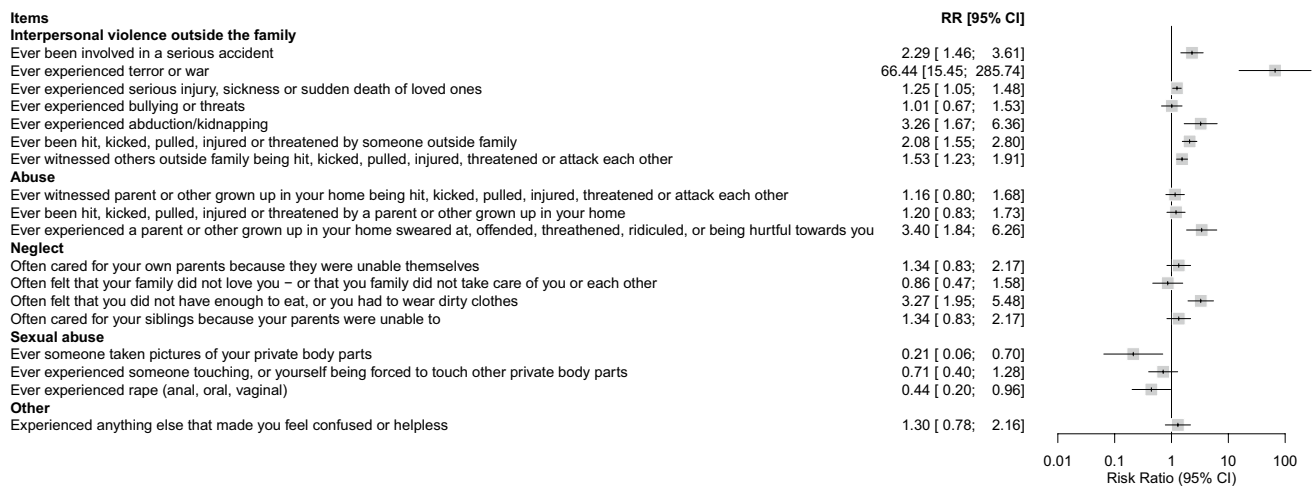 Items RR [95% CI]
Interpersonal violence outside the family
Ever been involved in a serious accident 2.29 [ 1.46; 3.61]
Ever experienced terror or war 66.44 [15.45; 285.74]
Ever experienced serious injury, sickness or sudden death of loved ones 1.25 [ 1.05; 1.48]
Ever experienced bullying or threats 1.01 [ 0.67; 1.53]
Ever experienced abduction/kidnapping 3.26 [ 1.67; 6.36]
Ever been hit, kicked, pulled, injured or threatened by someone outside family 2.08 [ 1.55; 2.80]
Ever witnessed others outside family being hit, kicked, pulled, injured, threatened or attack each other 1.53 [ 1.23; 1.91]
Abuse
Ever witnessed parent or other grown up in your home being hit, kicked, pulled, injured, threatened or attack each other 1.16 [ 0.80; 1.68]
Ever been hit, kicked, pulled, injured or threatened by a parent or other grown up in your home 1.20 [ 0.83; 1.73]
Ever experienced a parent or other grown up in your home sweared at, offended, threathened, ridiculed, or being hurtful towards you 3.40 [ 1.84; 6.26]
Neglect
Often cared for your own parents because they were unable themselves 1.34 [ 0.83; 2.17]
Often felt that your family did not love you − or that you family did not take care of you or each other 0.86 [ 0.47; 1.58]
Often felt that you did not have enough to eat, or you had to wear dirty clothes 3.27 [ 1.95; 5.48]
Often cared for your siblings because your parents were unable to 1.34 [ 0.83; 2.17]
Sexual abuse
Ever someone taken pictures of your private body parts 0.21 [ 0.06; 0.70]
Ever experienced someone touching, or yourself being forced to touch other private body parts 0.71 [ 0.40; 1.28]
Ever experienced rape (anal, oral, vaginal) 0.44 [ 0.20; 0.96]
Other
Experienced anything else that made you feel confused or helpless 1.30 [ 0.78; 2.16]
0.01 0.1 1 10 100
Risk Ratio (95% CI)